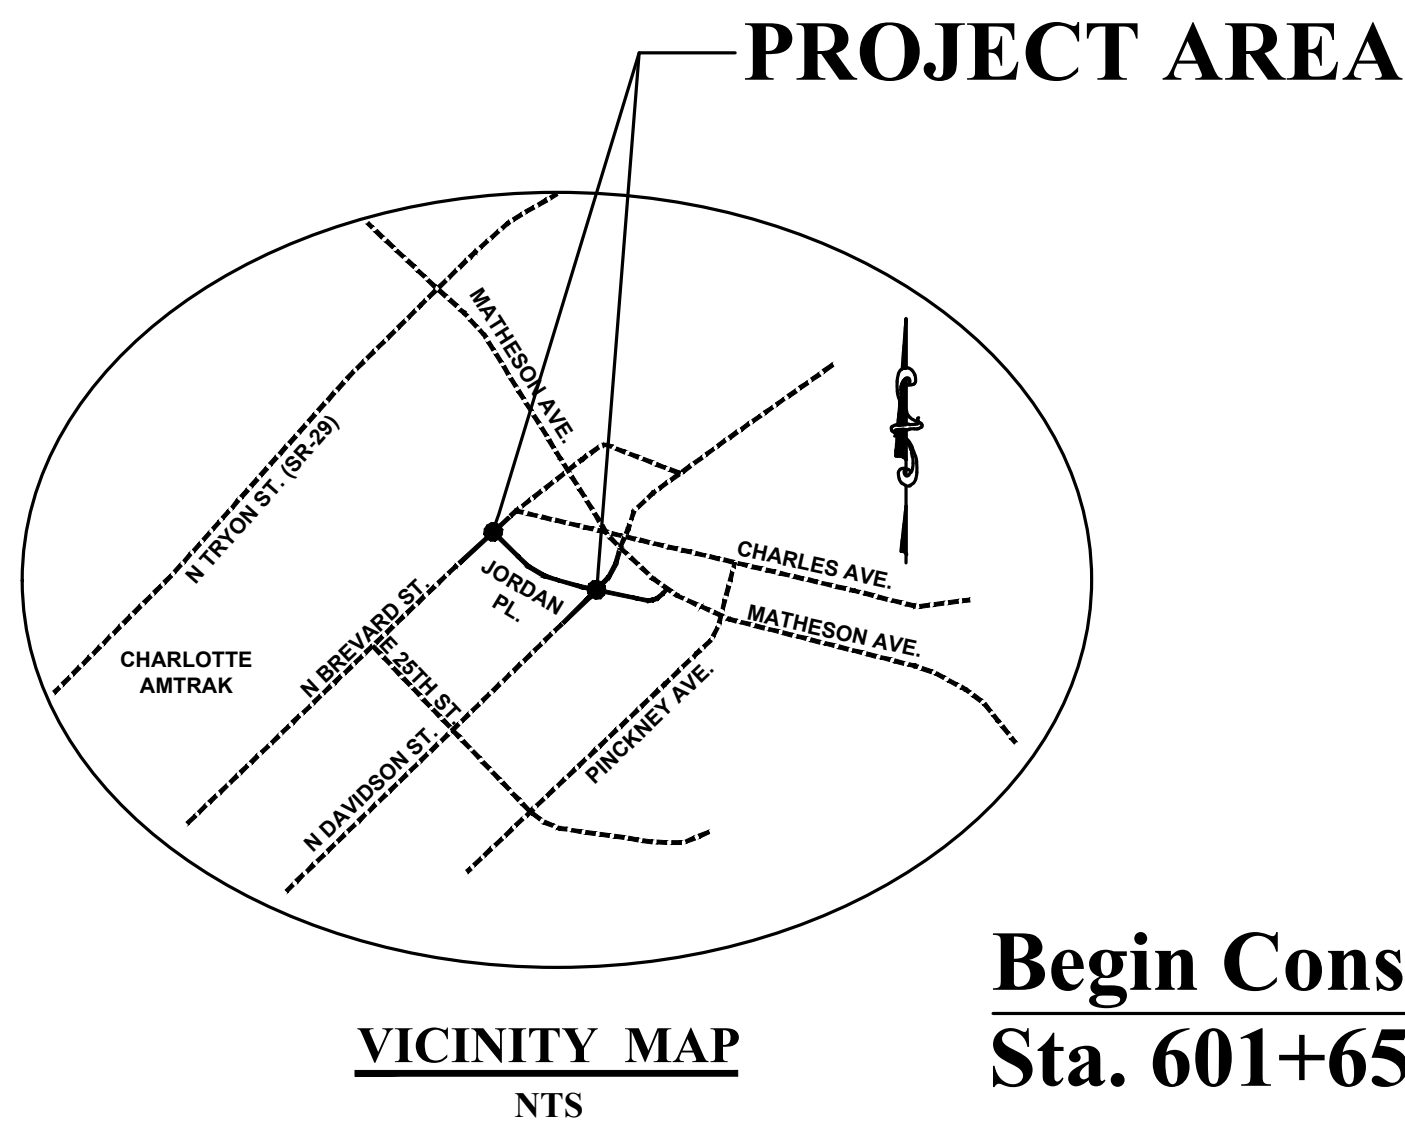 PROJECT AREA
MATHESON AVE.
N TRYON ST. (SR-29)
CHARLES AVE.
JORDAN
PL.
MATHESON AVE.
N BREVARD ST.
E 25TH ST.
CHARLOTTE
AMTRAK
PINCKNEY AVE.
N DAVIDSON ST.
Begin Cons
Sta. 601+65
VICINITY MAP
NTS